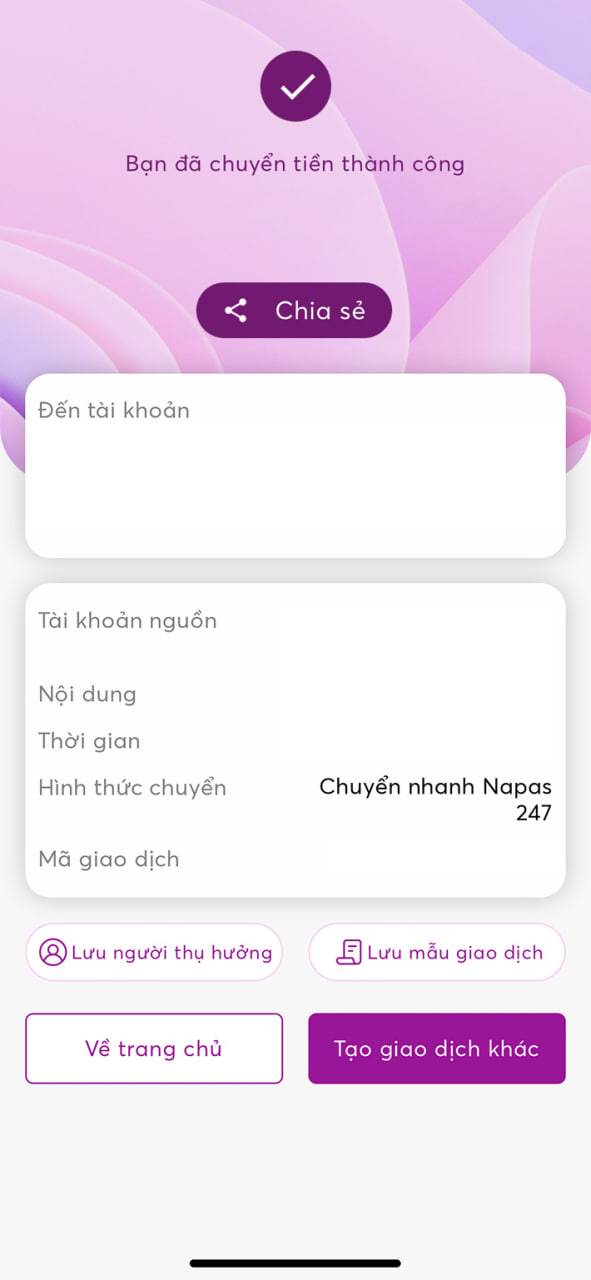 Bạn đã chuyển tiền thành công
Chia sẻ
Đến tài khoản
Tài khoản nguồn
Nội dung
Thời gian
Hình thức chuyển
Chuyển nhanh Napas
247
Mã giao dịch
Lưu người thụ hưởng
Lưu mẫu giao dịch
Về trang chủ
Tạo giao dịch khác